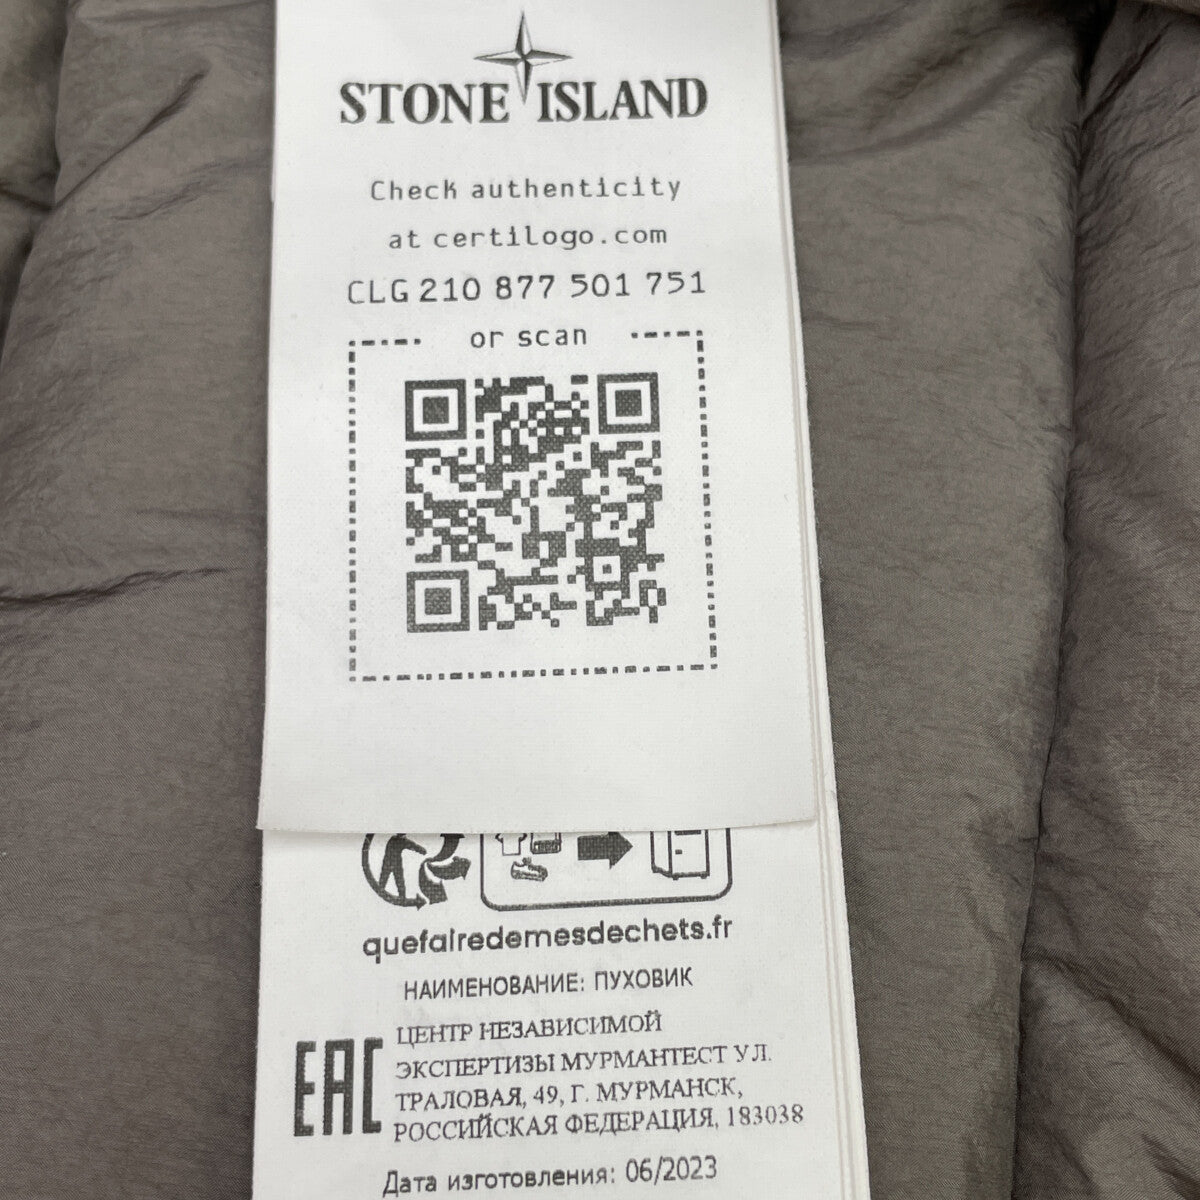 STONE ISLAND
Check authenticity
at certilogo.com
CLG 210 877 501 751
or scan
quefairedemesdechets.fr
НАИМЕНОВАНИЕ: ПУХОВИК
EAC
ЦЕНТР НЕЗАВИСИМОЙ
ЭКСПЕРТИЗЫ МУРМАНТЕСТ УЛ.
ТРАЛОВАЯ, 49, Г. МУРМАНСК,
РОССИЙСКАЯ ФЕДЕРАЦИЯ, 183038
Дата изготовления: 06/2023